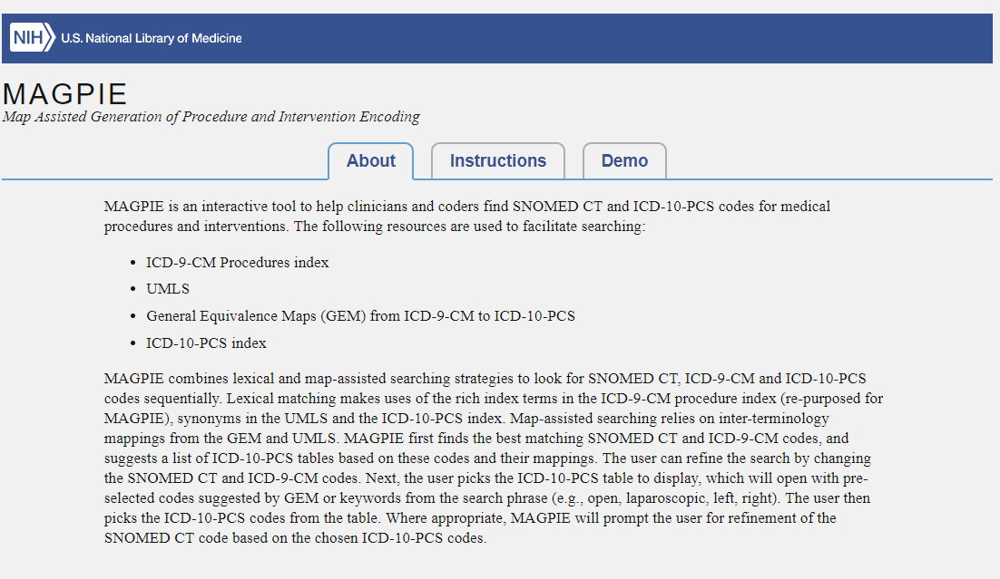 NIH U.S. National Library of Medicine
MAGPIE
Map Assisted Generation of Procedure and Intervention Encoding
About Instructions Demo
MAGPIE is an interactive tool to help clinicians and coders find SNOMED CT and ICD-10-PCS codes for medical
procedures and interventions. The following resources are used to facilitate searching:
• ICD-9-CM Procedures index
• UMLS
• General Equivalence Maps (GEM) from ICD-9-CM to ICD-10-PCS
• ICD-10-PCS index
MAGPIE combines lexical and map-assisted searching strategies to look for SNOMED CT, ICD-9-CM and ICD-10-PCS
codes sequentially. Lexical matching makes uses of the rich index terms in the ICD-9-CM procedure index (re-purposed for
MAGPIE), synonyms in the UMLS and the ICD-10-PCS index. Map-assisted searching relies on inter-terminology
mappings from the GEM and UMLS. MAGPIE first finds the best matching SNOMED CT and ICD-9-CM codes, and
suggests a list of ICD-10-PCS tables based on these codes and their mappings. The user can refine the search by changing
the SNOMED CT and ICD-9-CM codes. Next, the user picks the ICD-10-PCS table to display, which will open with pre-
selected codes suggested by GEM or keywords from the search phrase (e.g., open, laparoscopic, left, right). The user then
picks the ICD-10-PCS codes from the table. Where appropriate, MAGPIE will prompt the user for refinement of the
SNOMED CT code based on the chosen ICD-10-PCS codes.